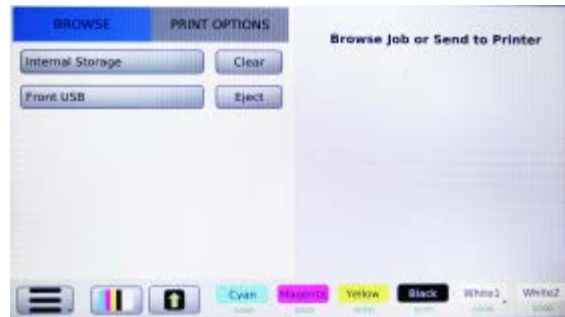 BROWSE
PRINT OPTIONS
Browse Job or Send to Printer
Internal Storage
Clear
Front USB
Eject
Cyan
Magenta
Yellow
Black
White1
White2